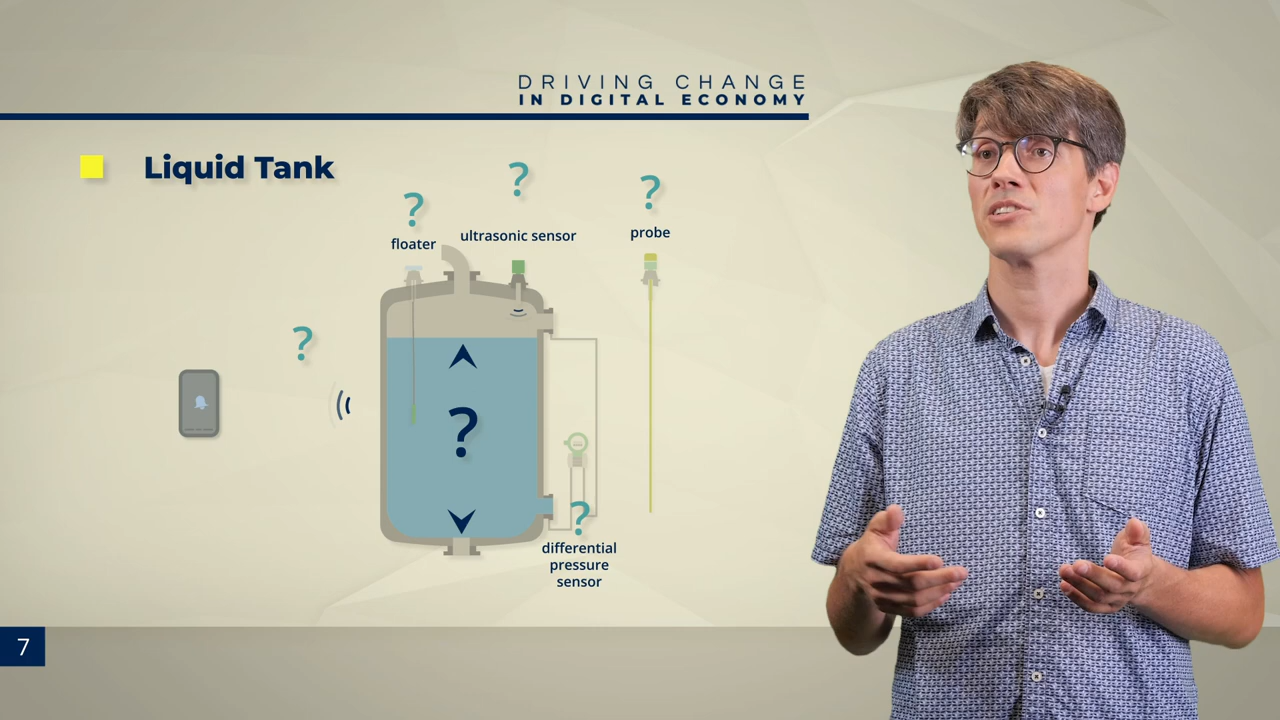 DRIVING CHANGE
IN DIGITAL ECONOMY
Liquid Tank
?
?
?
floater
ultrasonic sensor
probe
?
?
?
differential
pressure
sensor
7